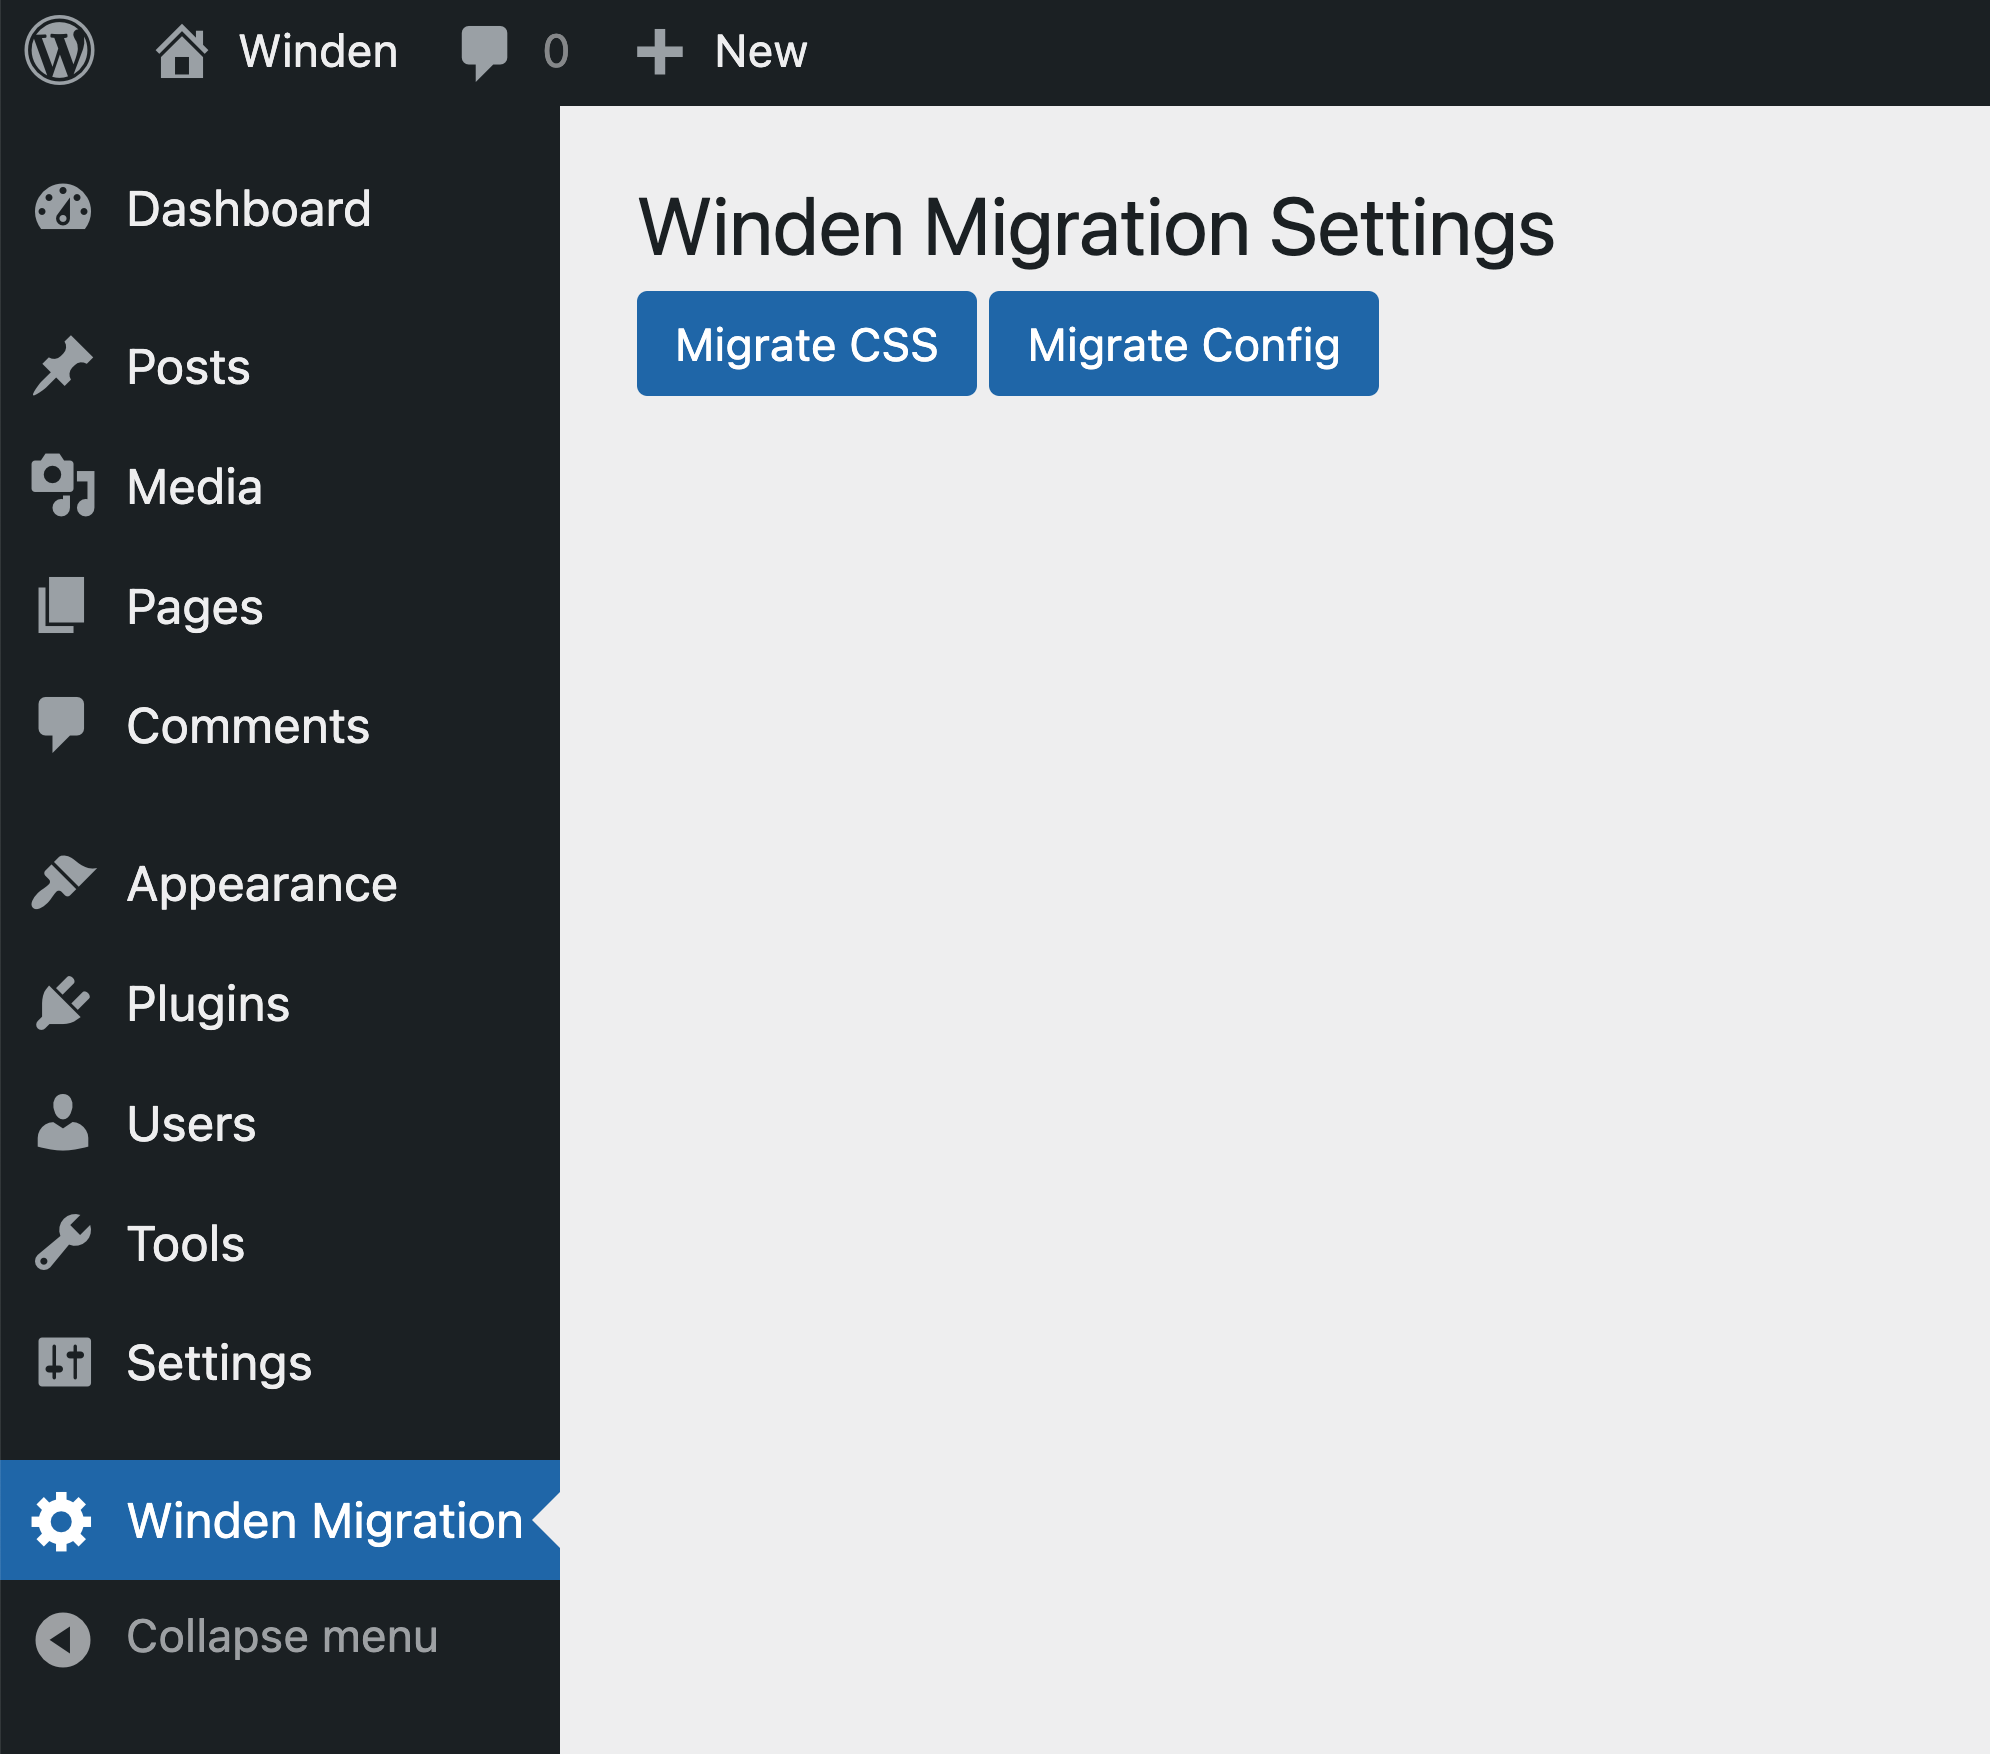 Winden 0 New
Dashboard
Posts
Media
Pages
Comments
Appearance
Plugins
Users
Tools
Settings
Winden Migration
Collapse menu
Winden Migration Settings
Migrate CSS Migrate Config